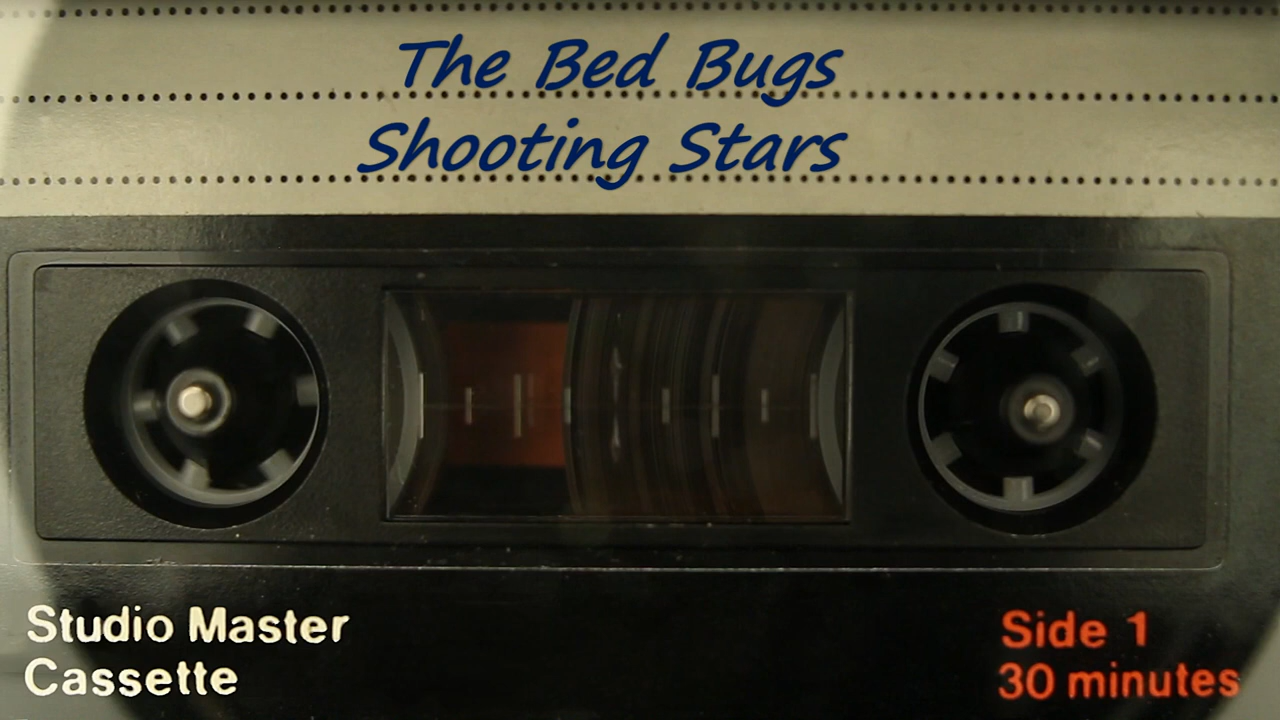 The Bed Bugs
Shooting Stars
Studio Master
Cassette
Side 1
30 minutes